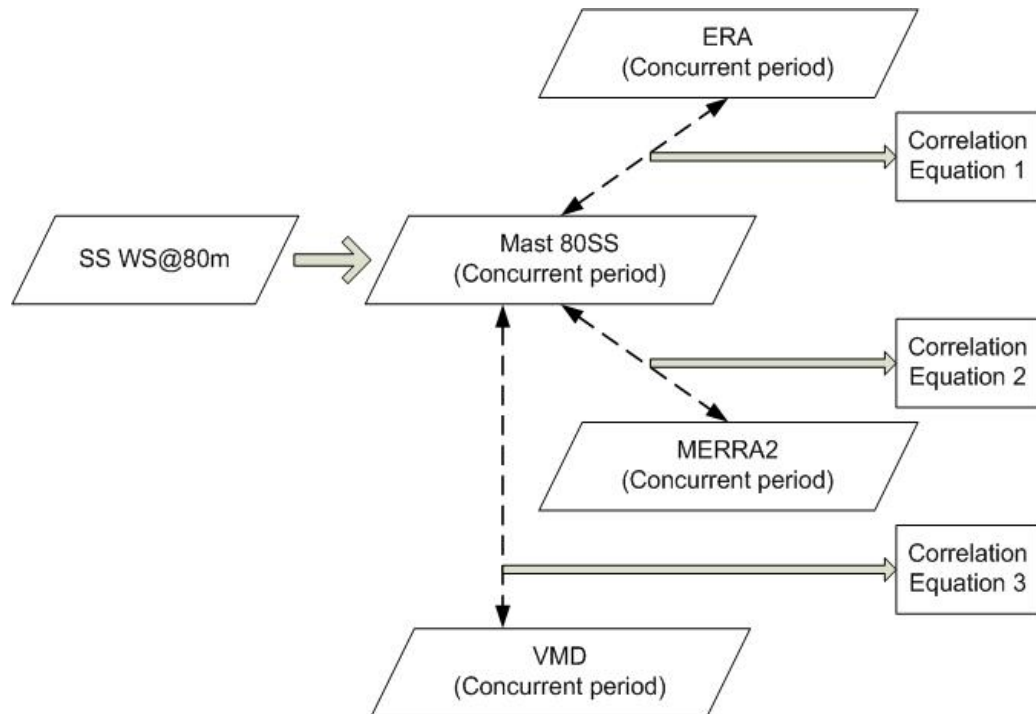 ERA
(Concurrent period)
Correlation
Equation 1
SS WS@80m
Mast 80SS
(Concurrent period)
Correlation
Equation 2
MERRA2
(Concurrent period)
Correlation
Equation 3
VMD
(Concurrent period)